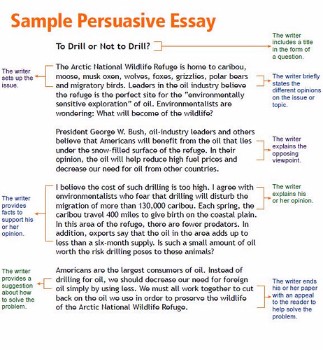 Sample Persuasive Essay
To Drill or Not to Drill?
The writer
includes a title
in the form of
a question.
The writer
sets up the
issue.
The Arctic National Wildlife Refuge is home to caribou,
moose, musk oxen, wolves, foxes, grizzlies, polar bears
and migratory birds. Leaders in the oil industry believe
the refuge is the perfect site for the "environmentally
sensitive exploration" of oil. Environmentalists are
wondering: What will become of the wildlife?
The writer briefly
states the
different opinions
on the issue or
topic.
President George W. Bush, oil-industry leaders and others
believe that Americans will benefit from the oil that lies
under the snow-filled surface of the refuge. In their
opinion, the oil will help reduce high fuel prices and
decrease our need for oil from other countries.
The writer
explains the
opposing
viewpoint.
The writer
provides
facts to
support his
or her
opinion.
I believe the cost of such drilling is too high. I agree with
environmentalists who fear that drilling will disturb the
migration of more than 130,000 caribou. Each spring, the
caribou travel 400 miles to give birth on the coastal plain.
In this area of the refuge, there are fewer predators. In
addition, experts say that the oil in the area adds up to
less than a six-month supply. Is such a small amount of oil
worth the risk drilling poses to these animals?
The writer
explains his
or her opinion.
The writer
provides a
suggestion about
how to solve
the problem.
Americans are the largest consumers of oil. Instead of
drilling for oil, we should decrease our need for foreign
oil simply by using less. We must all work together to cut
back on the oil we use in order to preserve the wildlife
of the Arctic National Wildlife Refuge.
The writer ends
his or her paper
with an appeal
to the reader to
help solve the
problem.